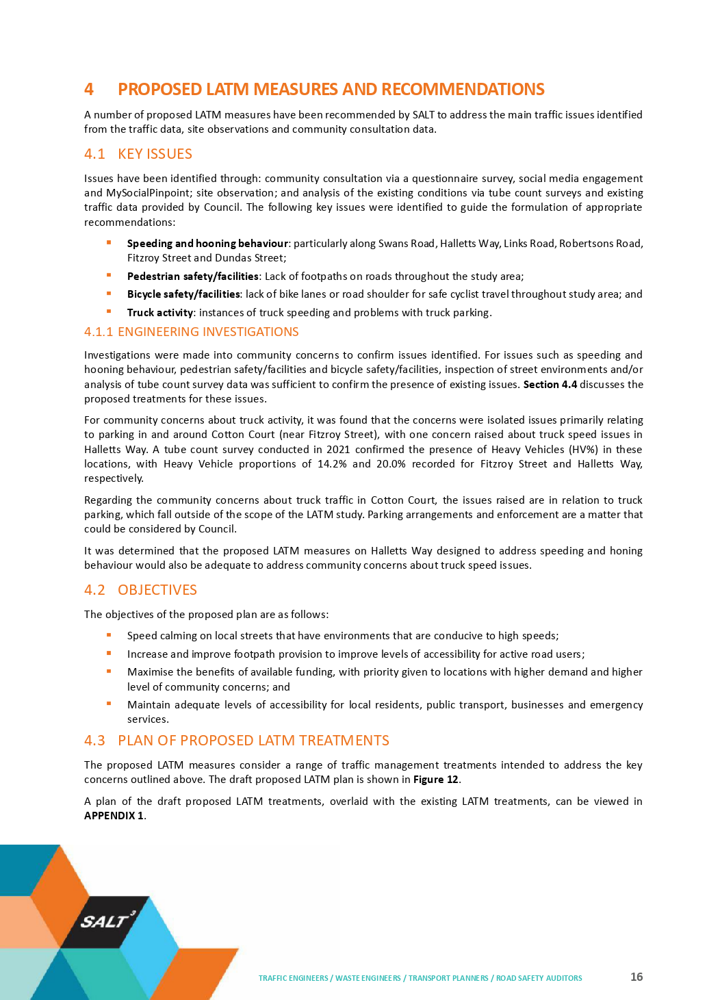 4 PROPOSED LATM MEASURES AND RECOMMENDATIONS
A number of proposed LATM measures have been recommended by SALT to address the main traffic issues identified
from the traffic data, site observations and community consultation data.
4.1 KEY ISSUES
Issues have been identified through: community consultation via a questionnaire survey, social media engagement
and MySocialPinpoint; site observation; and analysis of the existing conditions via tube count surveys and existing
traffic data provided by Council. The following key issues were identified to guide the formulation of appropriate
recommendations:
▪ Speeding and hooning behaviour: particularly along Swans Road, Halletts Way, Links Road, Robertsons Road,
Fitzroy Street and Dundas Street;
▪ Pedestrian safety/facilities: Lack of footpaths on roads throughout the study area;
▪ Bicycle safety/facilities: lack of bike lanes or road shoulder for safe cyclist travel throughout study area; and
▪ Truck activity: instances of truck speeding and problems with truck parking.
4.1.1 ENGINEERING INVESTIGATIONS
Investigations were made into community concerns to confirm issues identified. For issues such as speeding and
hooning behaviour, pedestrian safety/facilities and bicycle safety/facilities, inspection of street environments and/or
analysis of tube count survey data was sufficient to confirm the presence of existing issues. Section 4.4 discusses the
proposed treatments for these issues.
For community concerns about truck activity, it was found that the concerns were isolated issues primarily relating
to parking in and around Cotton Court (near Fitzroy Street), with one concern raised about truck speed issues in
Halletts Way. A tube count survey conducted in 2021 confirmed the presence of Heavy Vehicles (HV%) in these
locations, with Heavy Vehicle proportions of 14.2% and 20.0% recorded for Fitzroy Street and Halletts Way,
respectively.
Regarding the community concerns about truck traffic in Cotton Court, the issues raised are in relation to truck
parking, which fall outside of the scope of the LATM study. Parking arrangements and enforcement are a matter that
could be considered by Council.
It was determined that the proposed LATM measures on Halletts Way designed to address speeding and honing
behaviour would also be adequate to address community concerns about truck speed issues.
4.2 OBJECTIVES
The objectives of the proposed plan are as follows:
▪ Speed calming on local streets that have environments that are conducive to high speeds;
▪ Increase and improve footpath provision to improve levels of accessibility for active road users;
▪ Maximise the benefits of available funding, with priority given to locations with higher demand and higher
level of community concerns; and
▪ Maintain adequate levels of accessibility for local residents, public transport, businesses and emergency
services.
4.3 PLAN OF PROPOSED LATM TREATMENTS
The proposed LATM measures consider a range of traffic management treatments intended to address the key
concerns outlined above. The draft proposed LATM plan is shown in Figure 12.
A plan of the draft proposed LATM treatments, overlaid with the existing LATM treatments, can be viewed in
APPENDIX 1.
SALT3
TRAFFIC ENGINEERS / WASTE ENGINEERS / TRANSPORT PLANNERS / ROAD SAFETY AUDITORS
16